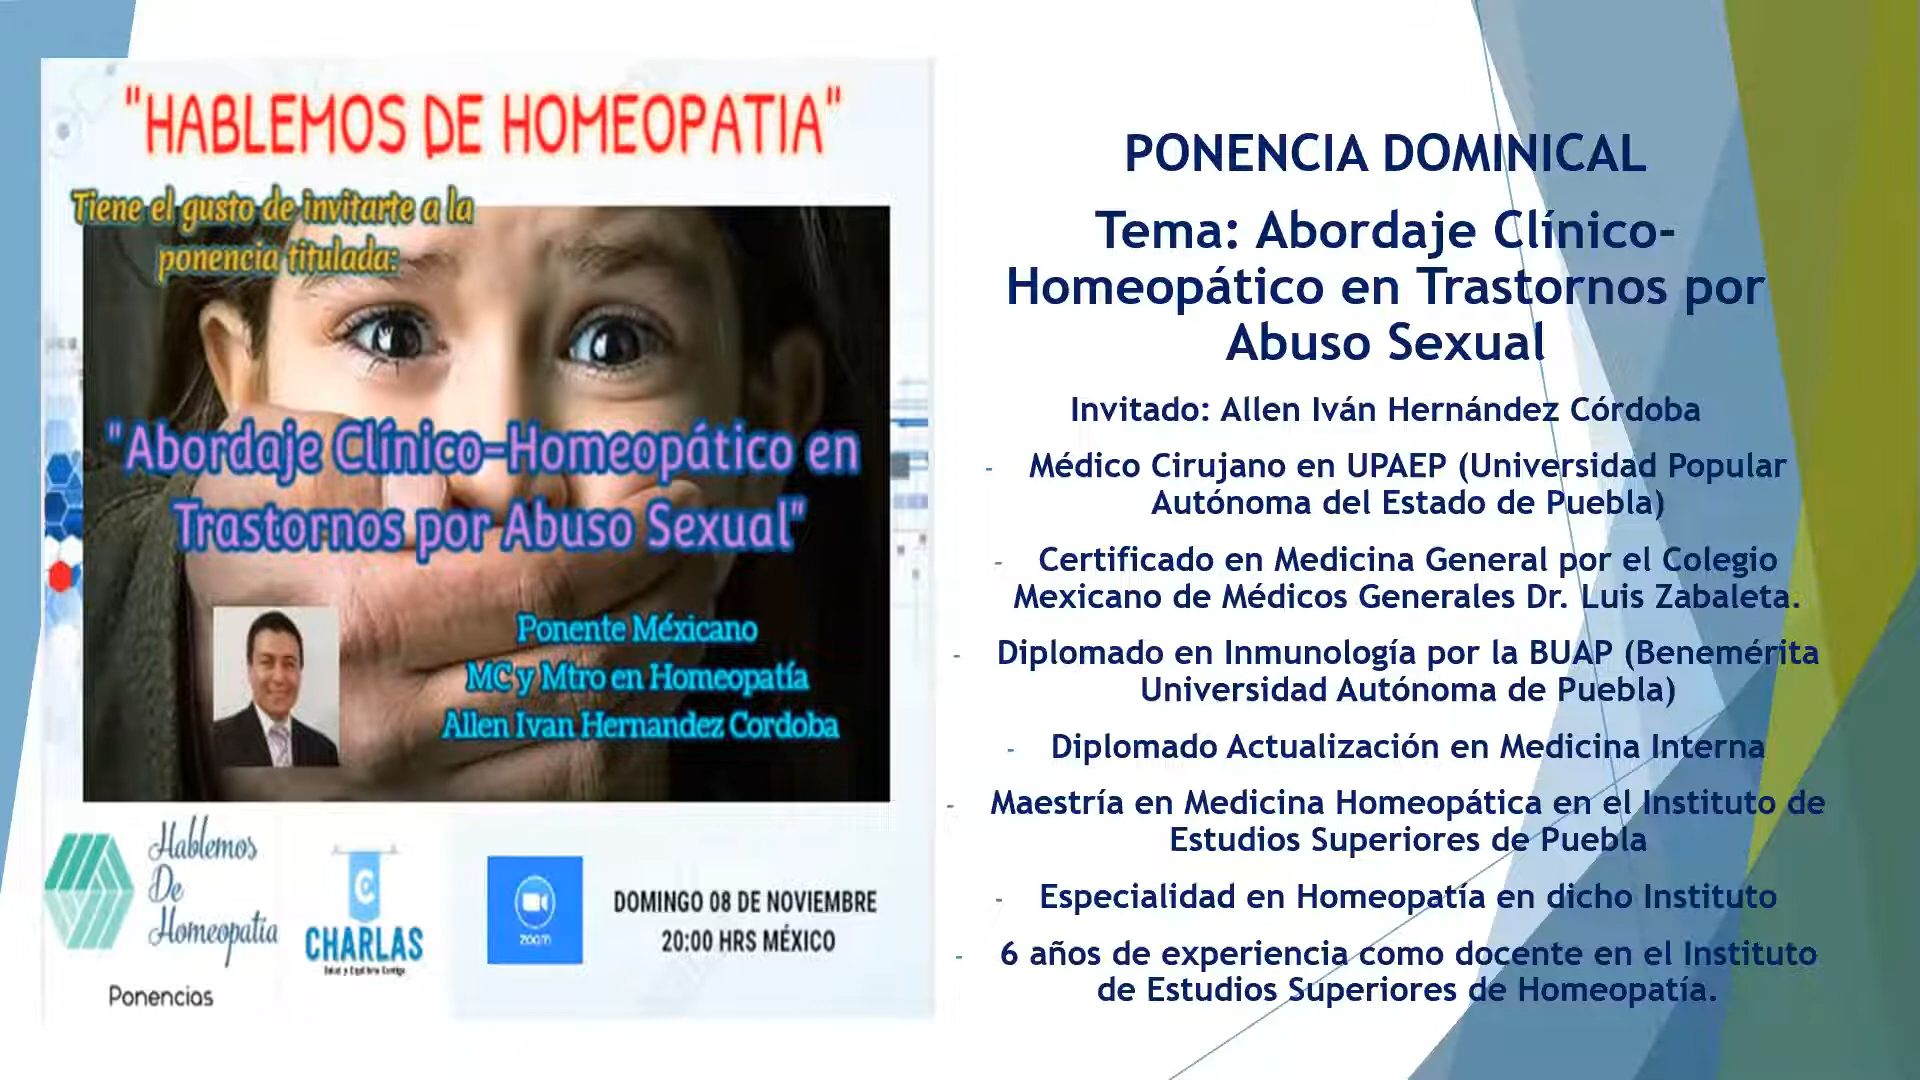 "HABLEMOS DE HOMEOPATIA"
Tiene el gusto de invitarte a la
ponencia titulada:
"Abordaje Clínico-Homeopático en
Trastornos por Abuso Sexual"
Ponente Méxicano
MC y Mtro en Homeopatía
Allen Ivan Hernandez Cordoba
Hablemos
De
Homeopatía
Ponencias
C
CHARLAS
Salud y Equilibrio Contigo
zoom
DOMINGO 08 DE NOVIEMBRE
20:00 HRS MÉXICO
PONENCIA DOMINICAL
Tema: Abordaje Clínico-
Homeopático en Trastornos por
Abuso Sexual
Invitado: Allen Iván Hernández Córdoba
- Médico Cirujano en UPAEP (Universidad Popular
Autónoma del Estado de Puebla)
- Certificado en Medicina General por el Colegio
Mexicano de Médicos Generales Dr. Luis Zabaleta.
- Diplomado en Inmunología por la BUAP (Benemérita
Universidad Autónoma de Puebla)
- Diplomado Actualización en Medicina Interna
- Maestría en Medicina Homeopática en el Instituto de
Estudios Superiores de Puebla
- Especialidad en Homeopatía en dicho Instituto
- 6 años de experiencia como docente en el Instituto
de Estudios Superiores de Homeopatía.